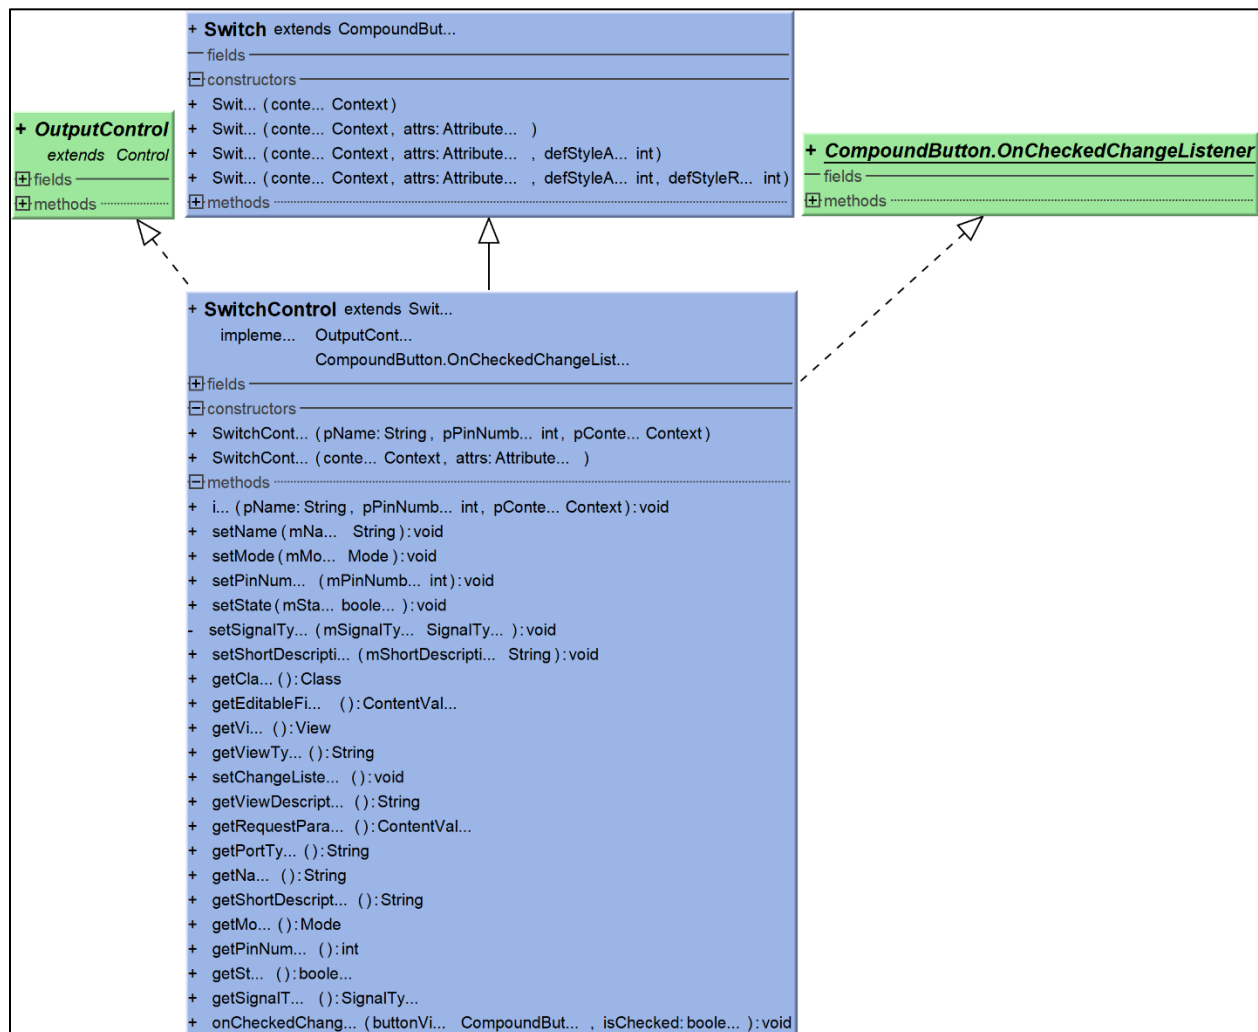 + Switch extends CompoundBut...
fields
constructors
+ Swit... (conte... Context)
+ Swit... (conte... Context, attrs: Attribute... )
+ Swit... (conte... Context, attrs: Attribute... , defStyleA... int)
+ Swit... (conte... Context, attrs: Attribute... , defStyleA... int, defStyleR... int)
methods
+ OutputControl
extends Control
fields
methods
+ CompoundButton.OnCheckedChangeListener
fields
methods
+ SwitchControl extends Swit...
impleme... OutputCont...
CompoundButton.OnCheckedChangeList...
fields
constructors
+ SwitchCont... (pName: String, pPinNumb... int, pConte... Context)
+ SwitchCont... (conte... Context, attrs: Attribute... )
methods
+ i... (pName: String, pPinNumb... int, pConte... Context): void
+ setName (mNa... String): void
+ setMode (mMo... Mode): void
+ setPinNum... (mPinNumb... int): void
+ setState (mSta... boole... ): void
- setSignalTy... (mSignalTy... SignalTy... ): void
+ setShortDescripti... (mShortDescripti... String): void
+ getCla... (): Class
+ getEditableFi... (): ContentVal...
+ getVi... (): View
+ getViewTy... (): String
+ setChangeListe... (): void
+ getViewDescript... (): String
+ getRequestPara... (): ContentVal...
+ getPortTy... (): String
+ getNa... (): String
+ getShortDescript... (): String
+ getMo... (): Mode
+ getPinNum... (): int
+ getSt... (): boole...
+ getSignalT... (): SignalTy...
+ onCheckedChang... (buttonVi... CompoundBut... , isChecked: boole... ): void